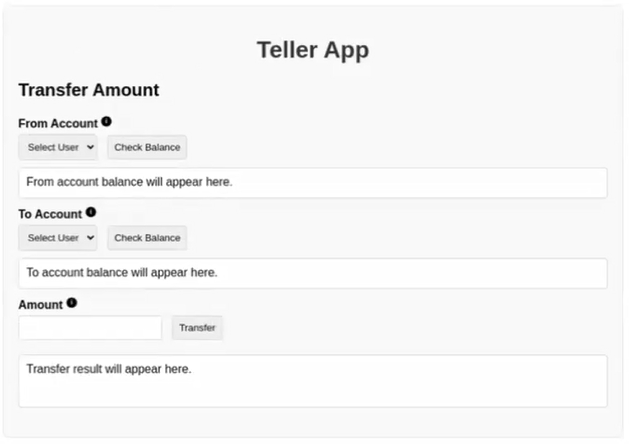 Teller App
Transfer Amount
From Account
Select User Check Balance
From account balance will appear here.
To Account
Select User Check Balance
To account balance will appear here.
Amount
Transfer
Transfer result will appear here.